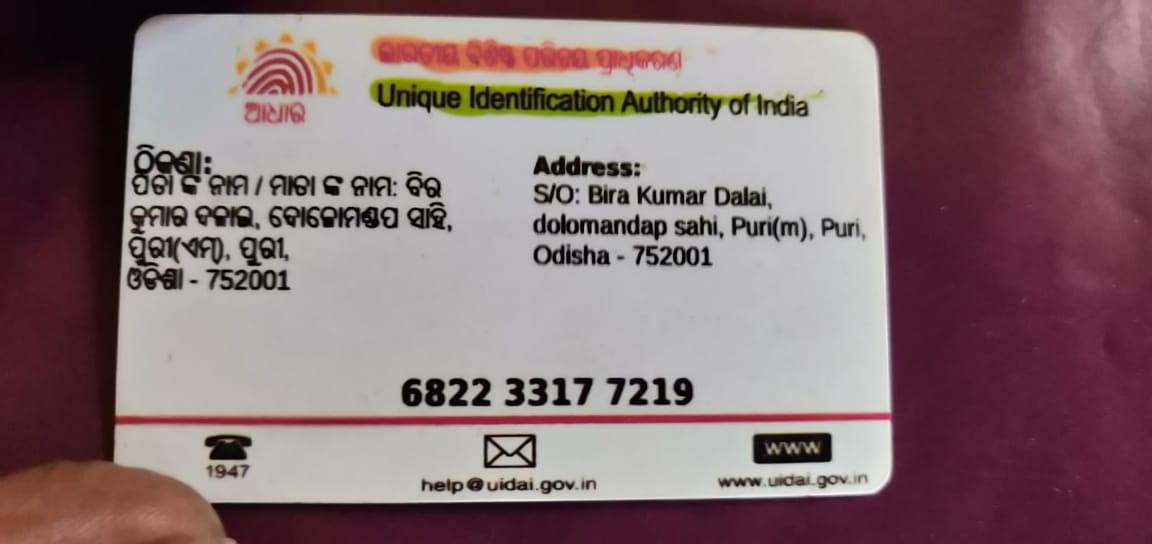 ଭାରତୀୟ ବିଶିଷ୍ଟ ପରିଚୟ ପ୍ରାଧିକରଣ
Unique Identification Authority of India
ଆଧାର
ଠିକଣା:
ପିତା ଙ୍କ ନାମ / ମାତା ଙ୍କ ନାମ: ବିର
କୁମାର ଦଳାଇ, ଦୋଳୋମଣ୍ଡପ ସାହି,
ପୁରୀ(ଏମ୍), ପୁରୀ,
ଓଡିଶା - 752001
Address:
S/O: Bira Kumar Dalai,
dolomandap sahi, Puri(m), Puri,
Odisha - 752001
6822 3317 7219
1947
help@uidai.gov.in
www
www.uidai.gov.in